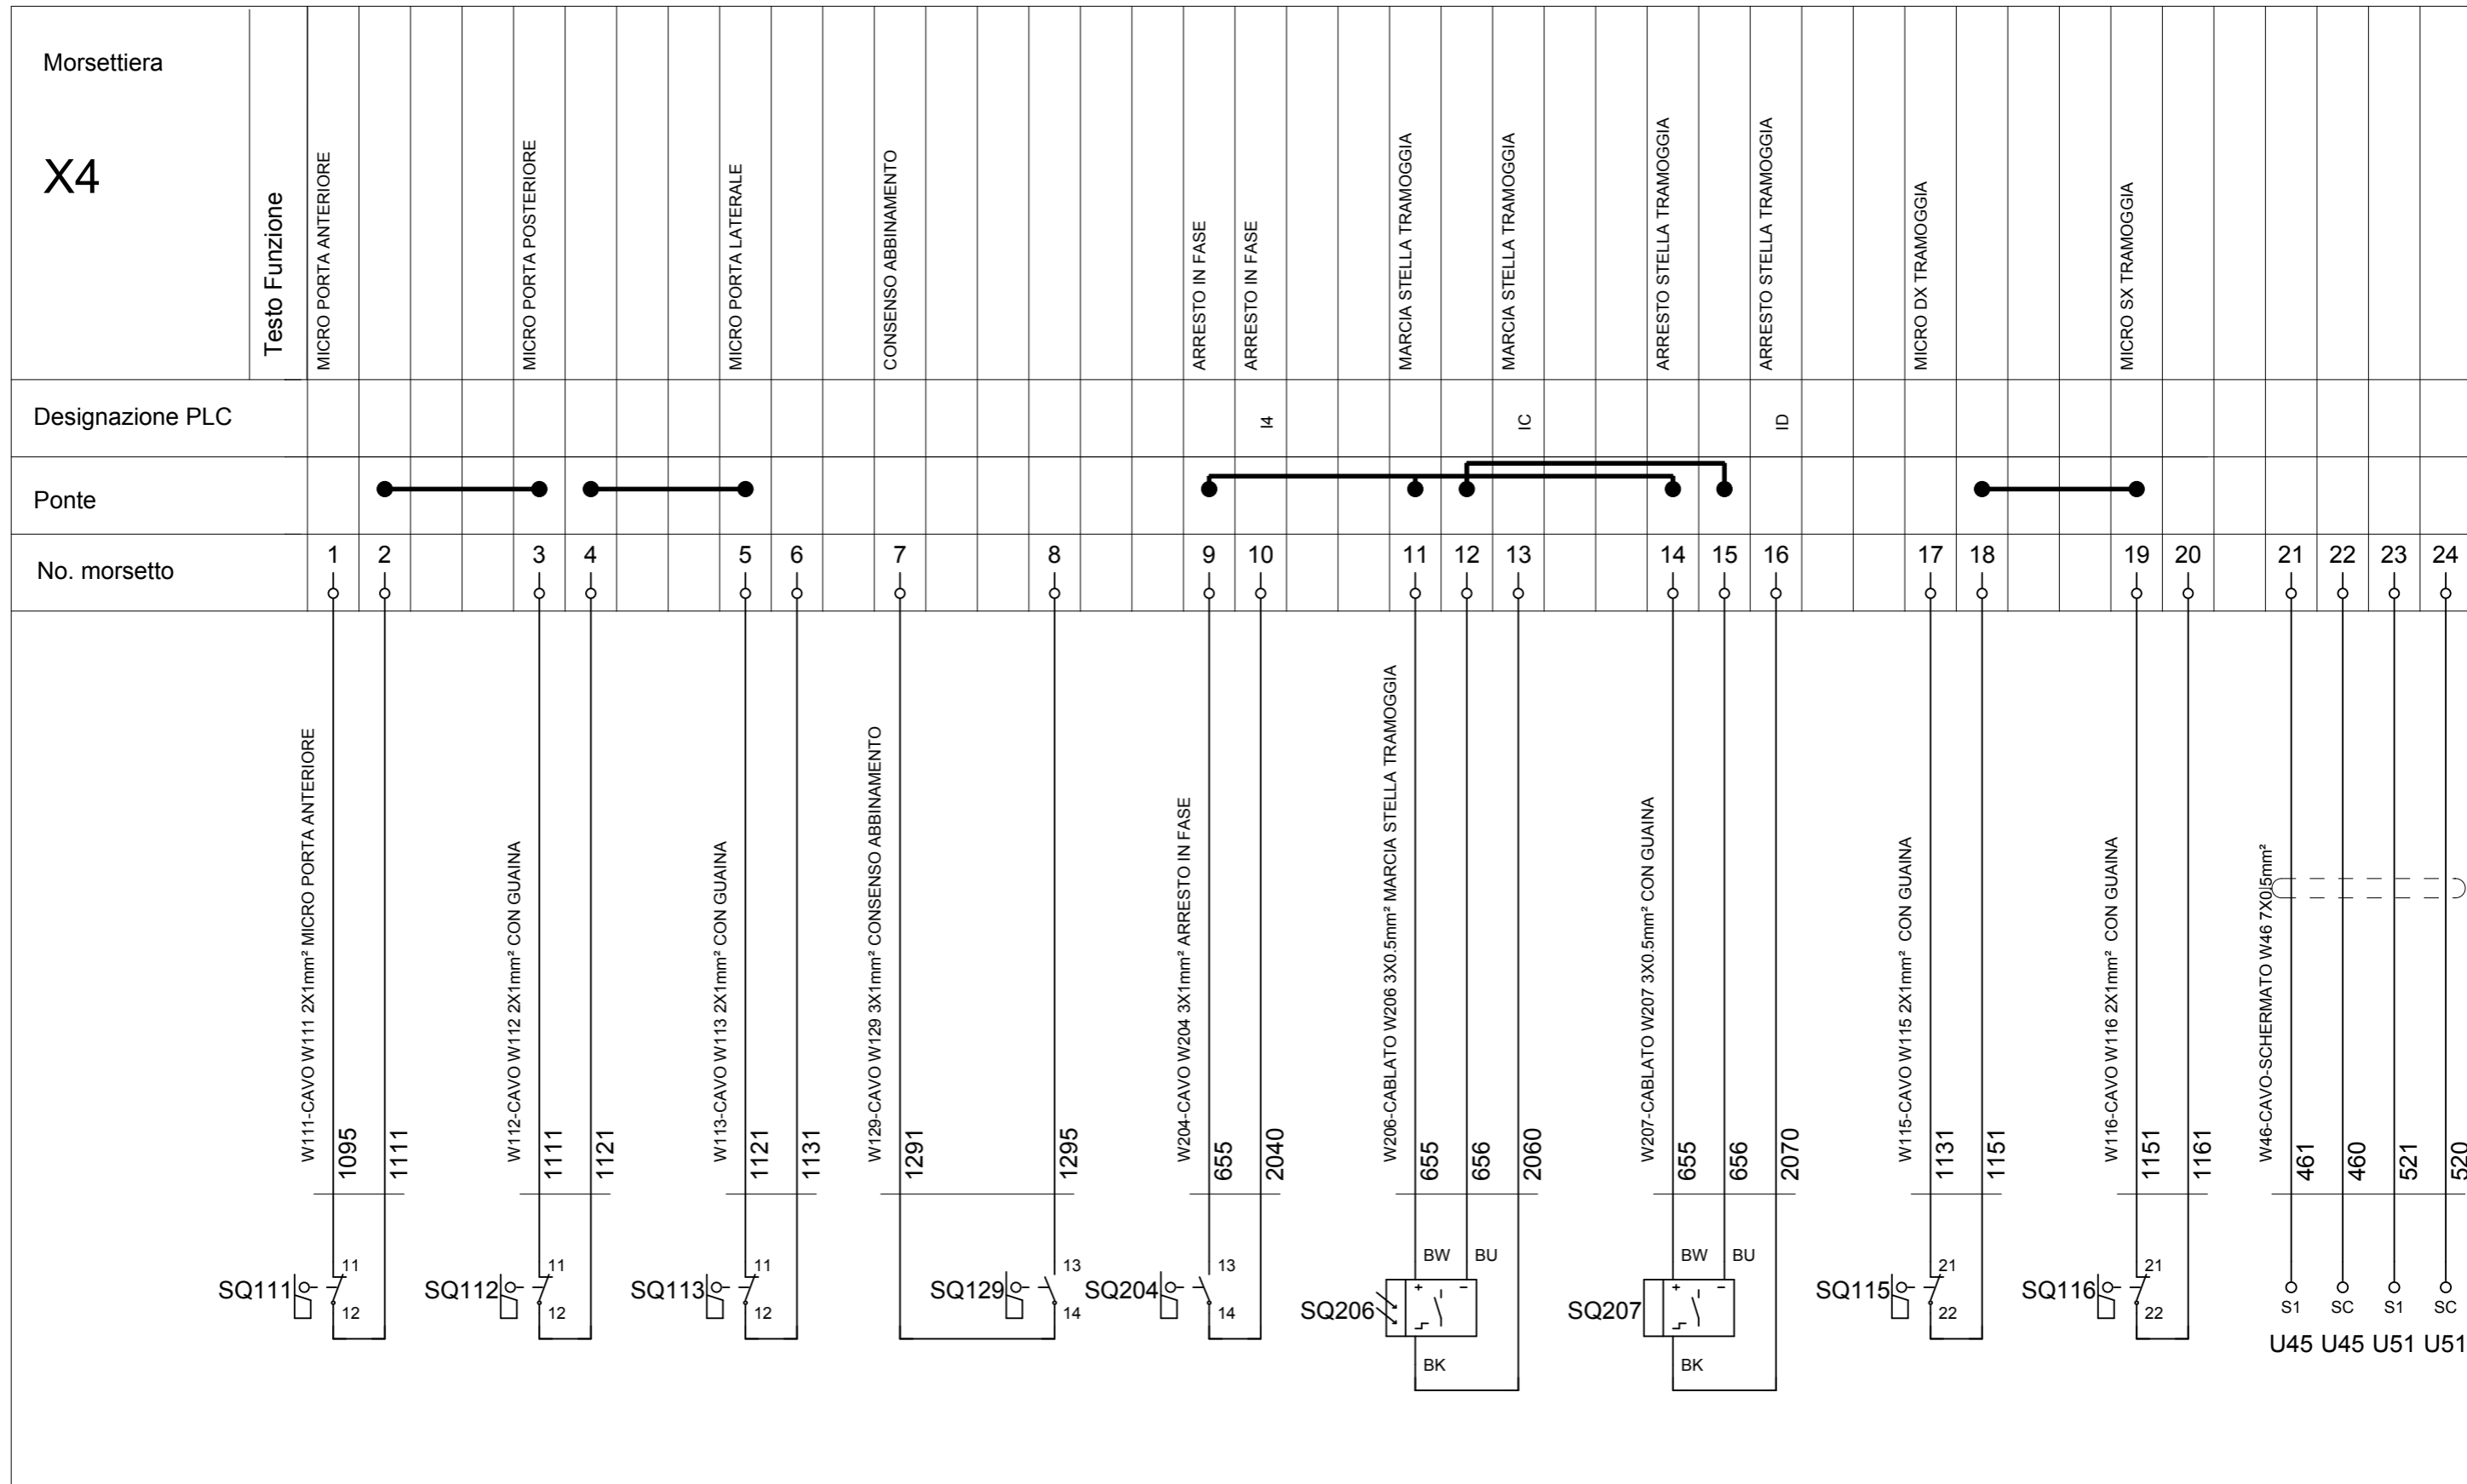 Morsettiera
X4
Testo Funzione
MICRO PORTA ANTERIORE
MICRO PORTA POSTERIORE
MICRO PORTA LATERALE
CONSENSO ABBINAMENTO
ARRESTO IN FASE
ARRESTO IN FASE
MARCIA STELLA TRAMOGGIA
MARCIA STELLA TRAMOGGIA
ARRESTO STELLA TRAMOGGIA
ARRESTO STELLA TRAMOGGIA
MICRO DX TRAMOGGIA
MICRO SX TRAMOGGIA
Designazione PLC
I4
IC
ID
Ponte
No. morsetto
1 2 3 4 5 6 7 8 9 10 11 12 13 14 15 16 17 18 19 20 21 22 23 24
W111-CAVO W111 2X1mm² MICRO PORTA ANTERIORE
1095
1111
W112-CAVO W112 2X1mm² CON GUAINA
1111
1121
W113-CAVO W113 2X1mm² CON GUAINA
1121
1131
W129-CAVO W129 3X1mm² CONSENSO ABBINAMENTO
1291
1295
W204-CAVO W204 3X1mm² ARRESTO IN FASE
655
2040
W206-CABLATO W206 3X0.5mm² MARCIA STELLA TRAMOGGIA
655
656
2060
W207-CABLATO W207 3X0.5mm² CON GUAINA
655
656
2070
W115-CAVO W115 2X1mm² CON GUAINA
1131
1151
W116-CAVO W116 2X1mm² CON GUAINA
1151
1161
W46-CAVO-SCHERMATO W46 7X0.5mm²
461
460
521
520
SQ111 11 12
SQ112 11 12
SQ113 11 12
SQ129 13 14
SQ204 13 14
SQ206 BW BU + − BK
SQ207 BW BU + − BK
SQ115 21 22
SQ116 21 22
S1 SC S1 SC
U45 U45 U51 U51